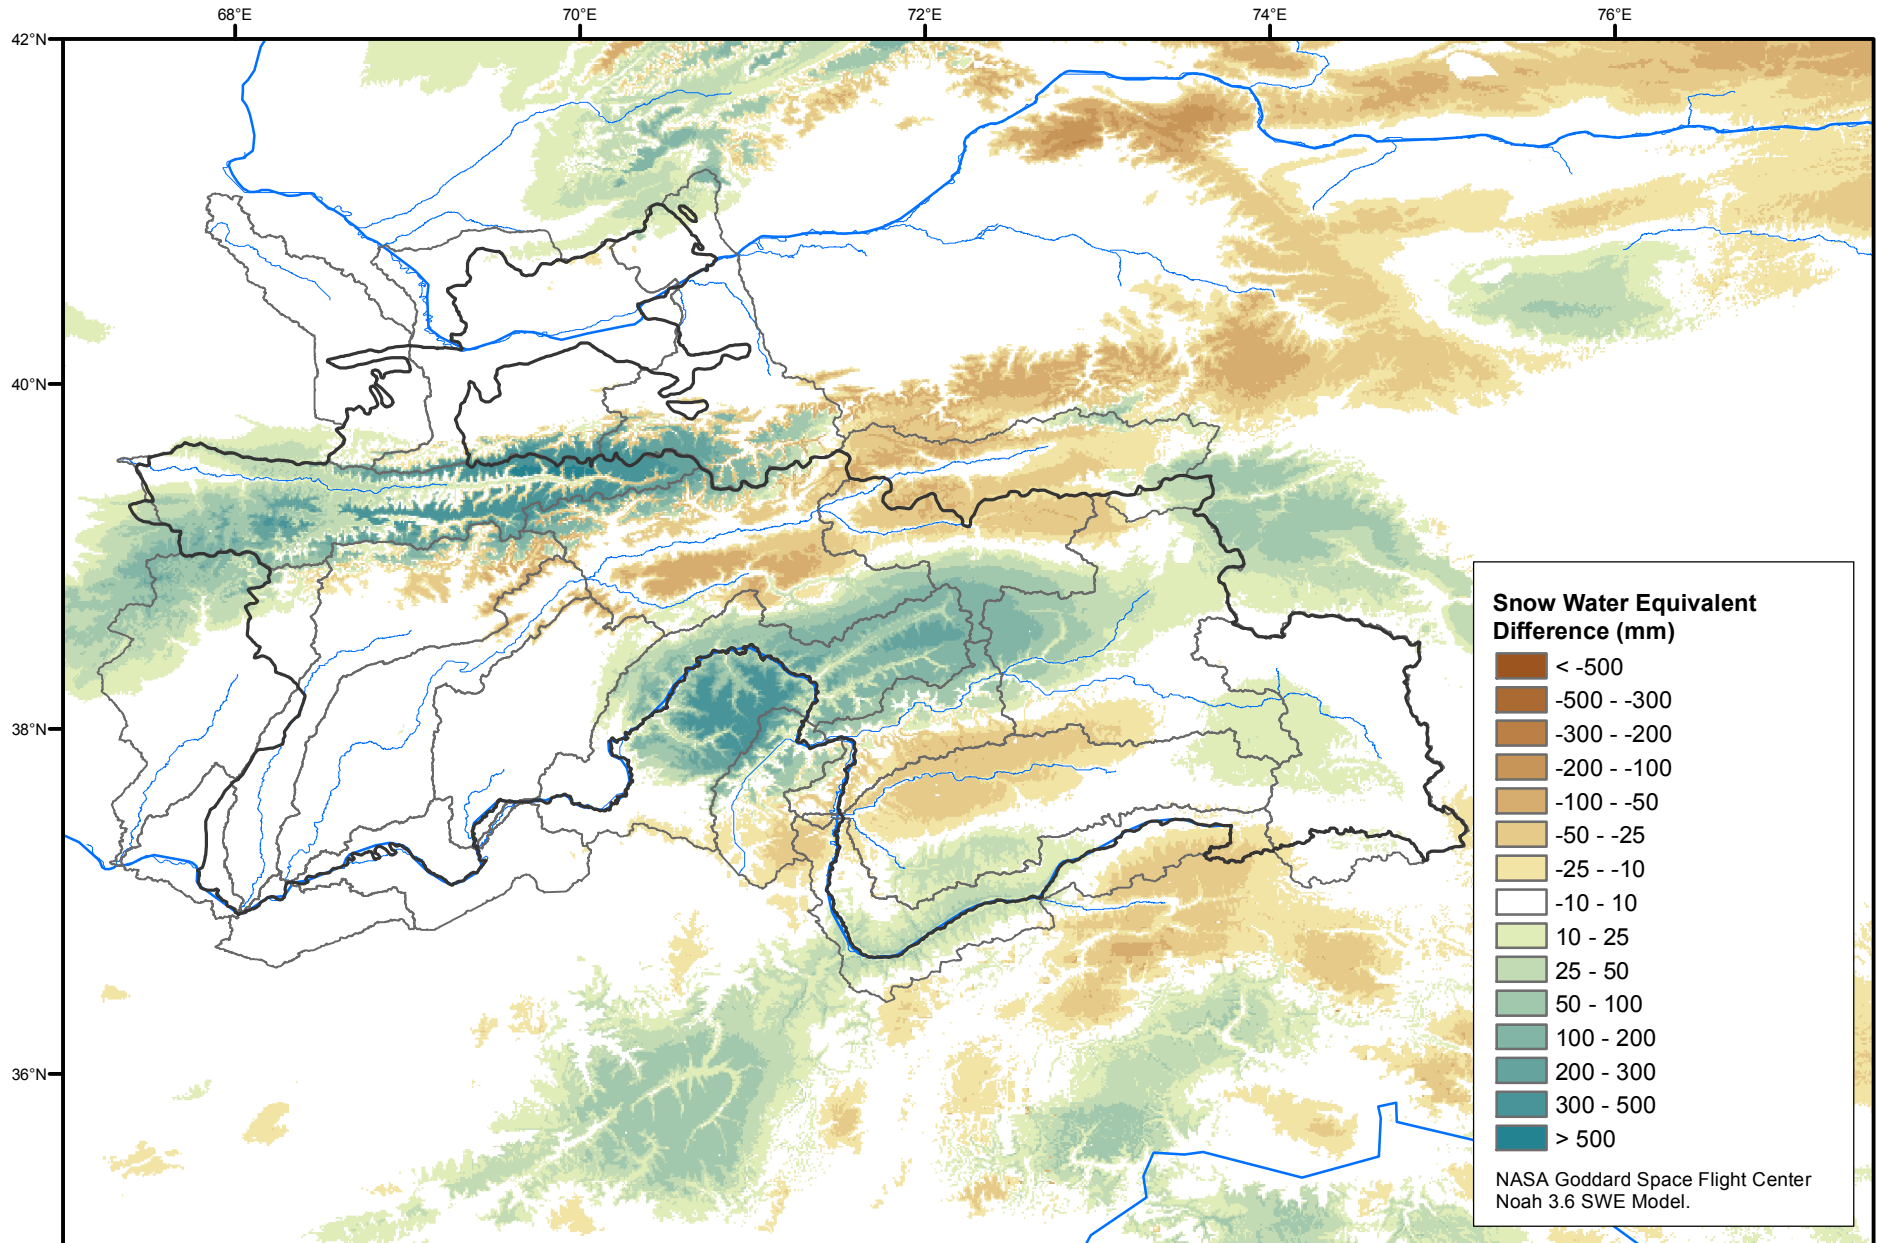 68°E 70°E 72°E 74°E 76°E
42°N
40°N
38°N
36°N
Snow Water Equivalent
Difference (mm)
< -500
-500 - -300
-300 - -200
-200 - -100
-100 - -50
-50 - -25
-25 - -10
-10 - 10
10 - 25
25 - 50
50 - 100
100 - 200
200 - 300
300 - 500
> 500
NASA Goddard Space Flight Center
Noah 3.6 SWE Model.